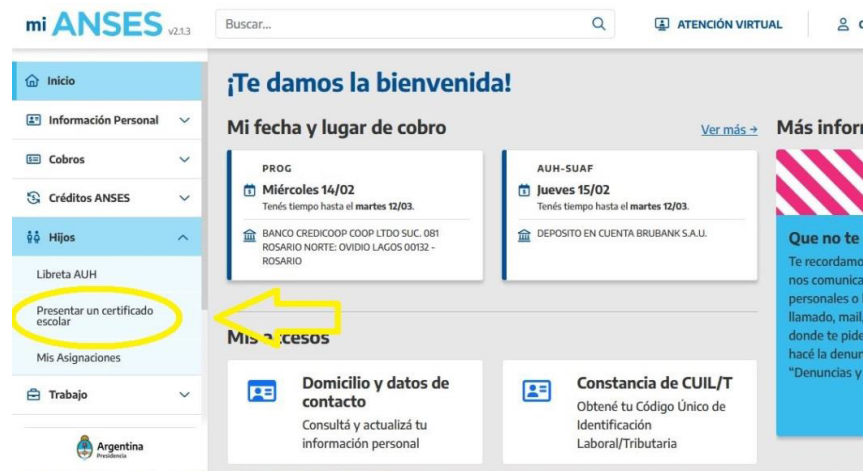 mi ANSES v2.1.3
Buscar...
ATENCIÓN VIRTUAL
Inicio
Información Personal
Cobros
Créditos ANSES
Hijos
Libreta AUH
Presentar un certificado
escolar
Mis Asignaciones
Trabajo
Argentina
Presidencia
¡Te damos la bienvenida!
Mi fecha y lugar de cobro
Ver más →
PROG
Miércoles 14/02
Tenés tiempo hasta el martes 12/03.
BANCO CREDICOOP COOP LTDO SUC. 081
ROSARIO NORTE: OVIDIO LAGOS 00132 -
ROSARIO
AUH-SUAF
Jueves 15/02
Tenés tiempo hasta el martes 12/03.
DEPOSITO EN CUENTA BRUBANK S.A.U.
Mis accesos
Domicilio y datos de
contacto
Consultá y actualizá tu
información personal
Constancia de CUIL/T
Obtené tu Código Único de
Identificación
Laboral/Tributaria
Más infor
Que no te
Te recordamo
nos comunica
personales o
llamado, mail,
donde te pide
hacé la denun
"Denuncias y